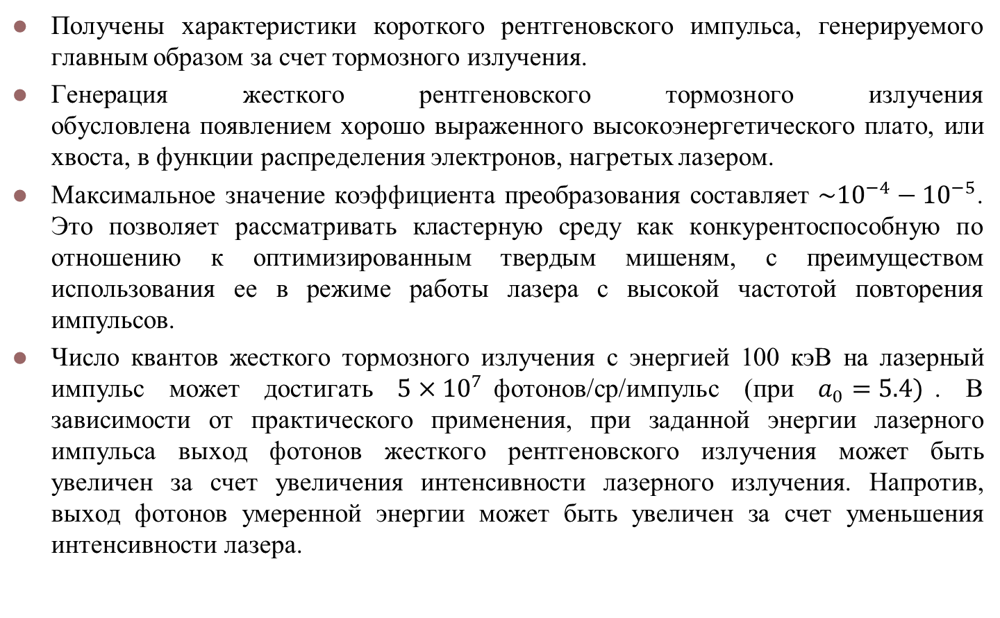 ● Получены характеристики короткого рентгеновского импульса, генерируемого
главным образом за счет тормозного излучения.
● Генерация жесткого рентгеновского тормозного излучения
обусловлена появлением хорошо выраженного высокоэнергетического плато, или
хвоста, в функции распределения электронов, нагретых лазером.
● Максимальное значение коэффициента преобразования составляет ~10⁻⁴ − 10⁻⁵.
Это позволяет рассматривать кластерную среду как конкурентоспособную по
отношению к оптимизированным твердым мишеням, с преимуществом
использования ее в режиме работы лазера с высокой частотой повторения
импульсов.
● Число квантов жесткого тормозного излучения с энергией 100 кэВ на лазерный
импульс может достигать 5 × 10⁷ фотонов/ср/импульс (при a₀ = 5.4) . В
зависимости от практического применения, при заданной энергии лазерного
импульса выход фотонов жесткого рентгеновского излучения может быть
увеличен за счет увеличения интенсивности лазерного излучения. Напротив,
выход фотонов умеренной энергии может быть увеличен за счет уменьшения
интенсивности лазера.